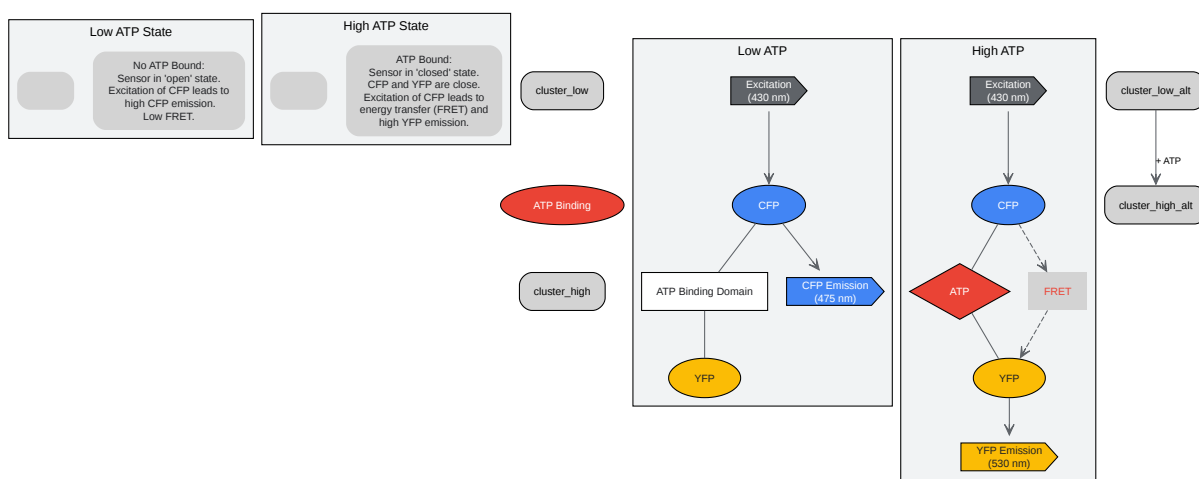 Low ATP State
No ATP Bound:
Sensor in 'open' state.
Excitation of CFP leads to
high CFP emission.
Low FRET.
High ATP State
ATP Bound:
Sensor in 'closed' state.
CFP and YFP are close.
Excitation of CFP leads to
energy transfer (FRET) and
high YFP emission.
cluster_low
ATP Binding
cluster_high
Low ATP
Excitation
(430 nm)
CFP
ATP Binding Domain
CFP Emission
(475 nm)
YFP
High ATP
Excitation
(430 nm)
CFP
ATP
FRET
YFP
YFP Emission
(530 nm)
cluster_low_alt
+ ATP
cluster_high_alt